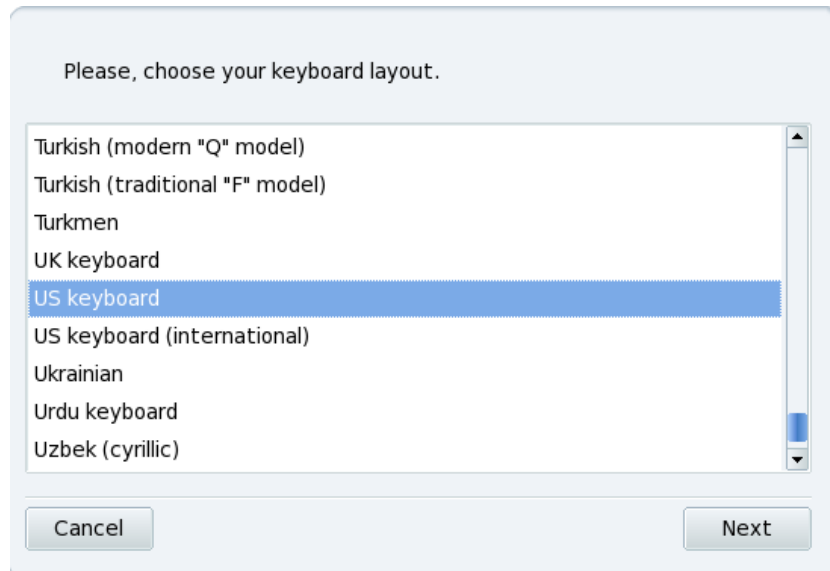 Please, choose your keyboard layout.
Turkish (modern "Q" model)
Turkish (traditional "F" model)
Turkmen
UK keyboard
US keyboard
US keyboard (international)
Ukrainian
Urdu keyboard
Uzbek (cyrillic)
Cancel
Next